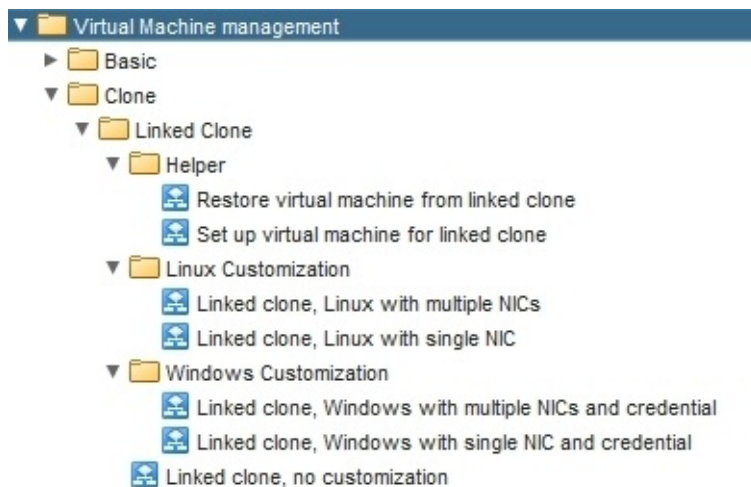 Virtual Machine management
Basic
Clone
Linked Clone
Helper
Restore virtual machine from linked clone
Set up virtual machine for linked clone
Linux Customization
Linked clone, Linux with multiple NICs
Linked clone, Linux with single NIC
Windows Customization
Linked clone, Windows with multiple NICs and credential
Linked clone, Windows with single NIC and credential
Linked clone, no customization